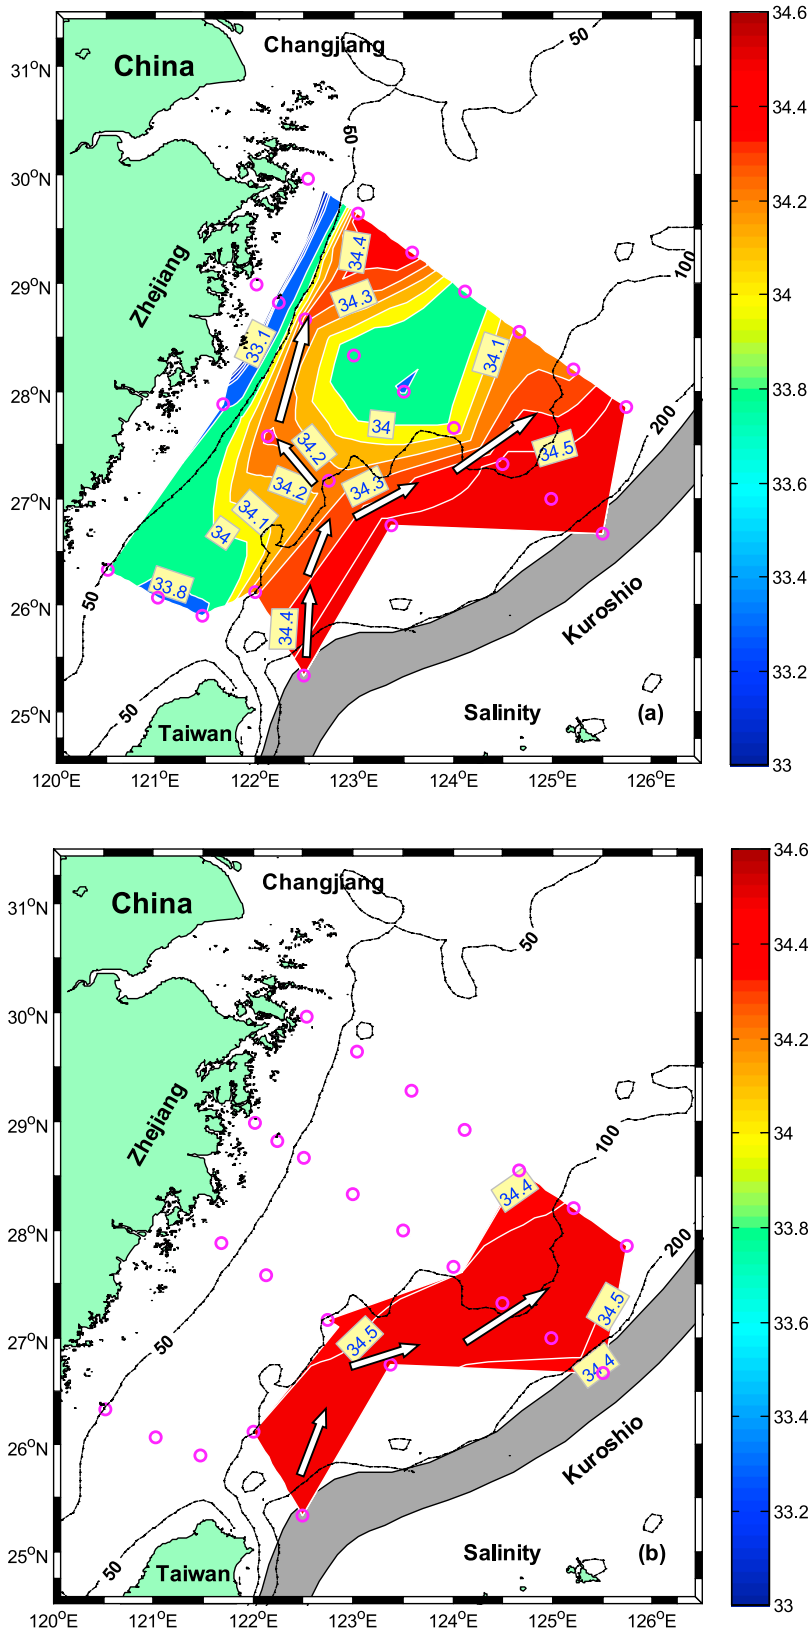 34.6
34.4
34.2
34
33.8
33.6
33.4
33.2
33
31°N
30°N
29°N
28°N
27°N
26°N
25°N
120°E
121°E
122°E
123°E
124°E
125°E
126°E
China
Changjiang
Zhejiang
Taiwan
Kuroshio
Salinity
(a)
50
50
100
200
50
50
34.4
34.3
33.1
34.1
34
34.2
34.2
34.3
34.5
34.1
34
33.8
34.4
34.6
34.4
34.2
34
33.8
33.6
33.4
33.2
33
31°N
30°N
29°N
28°N
27°N
26°N
25°N
120°E
121°E
122°E
123°E
124°E
125°E
126°E
China
Changjiang
Zhejiang
Taiwan
Kuroshio
Salinity
(b)
50
100
200
50
50
34.4
34.5
34.5
34.4